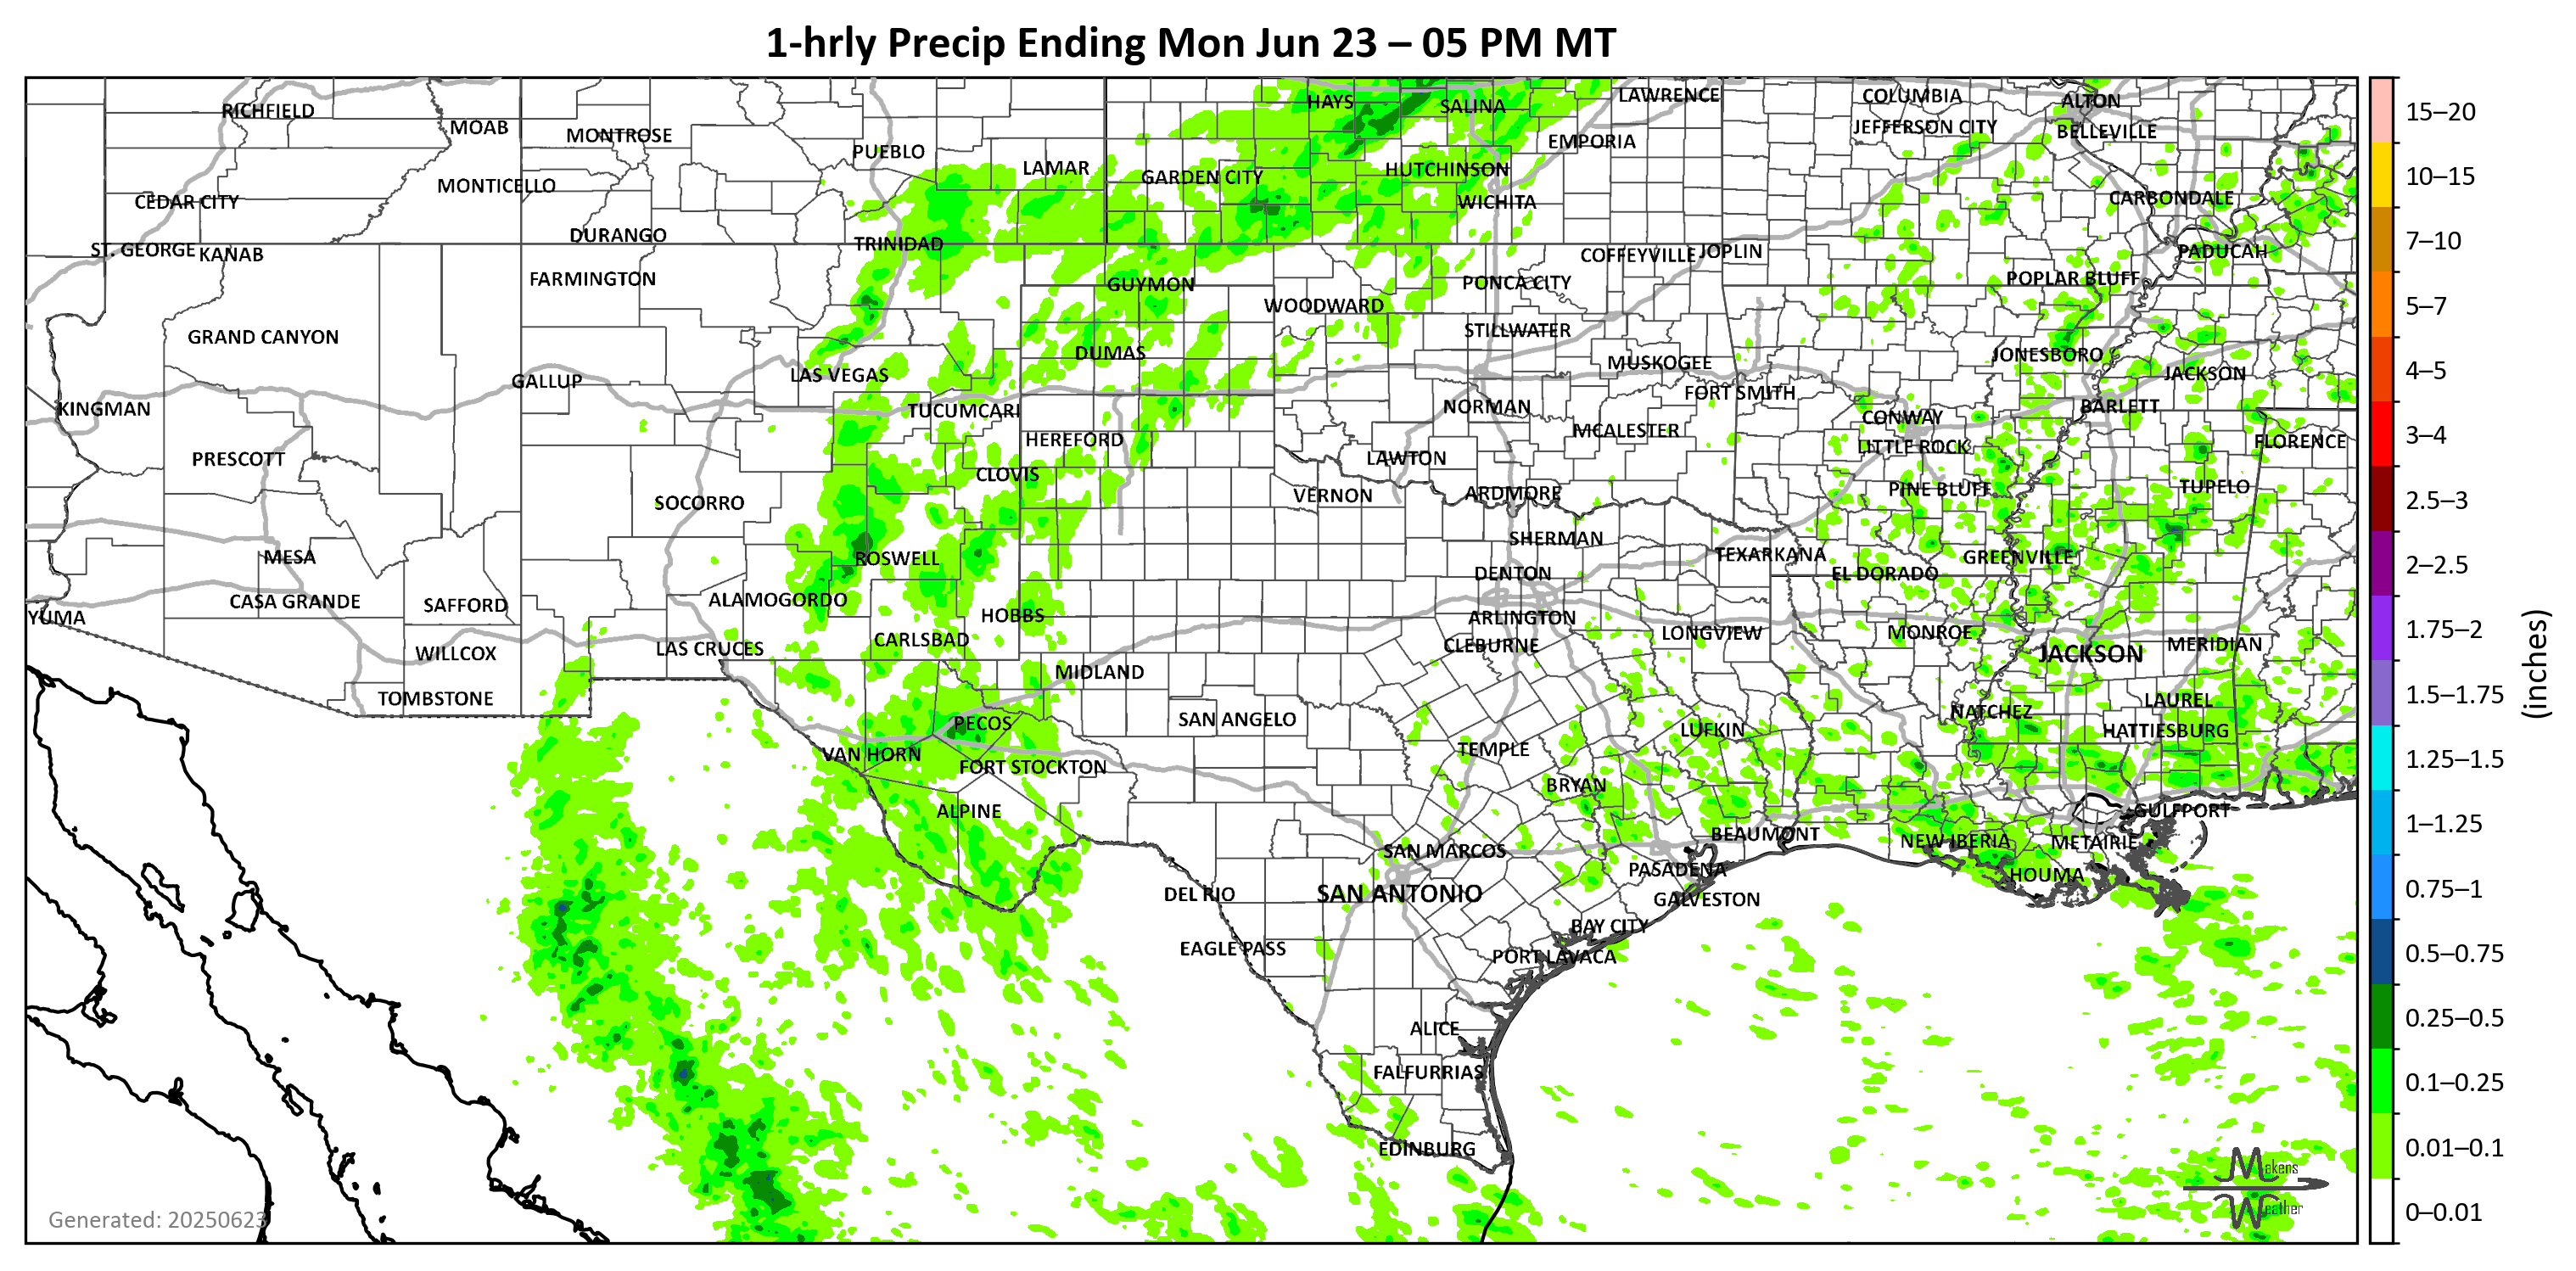 1-hrly Precip Ending Mon Jun 23 – 05 PM MT
RICHFIELD
MOAB
MONTROSE
PUEBLO
LAMAR
HAYS
SALINA
LAWRENCE
COLUMBIA
ALTON
JEFFERSON CITY
BELLEVILLE
EMPORIA
GARDEN CITY
HUTCHINSON
MONTICELLO
CEDAR CITY
WICHITA
CARBONDALE
DURANGO
TRINIDAD
ST. GEORGE
KANAB
COFFEYVILLE
JOPLIN
PADUCAH
FARMINGTON
GUYMON
PONCA CITY
POPLAR BLUFF
WOODWARD
GRAND CANYON
STILLWATER
DUMAS
JONESBORO
MUSKOGEE
GALLUP
LAS VEGAS
JACKSON
FORT SMITH
KINGMAN
TUCUMCARI
NORMAN
BARLETT
CONWAY
HEREFORD
MCALESTER
LITTLE ROCK
FLORENCE
PRESCOTT
LAWTON
CLOVIS
SOCORRO
VERNON
ARDMORE
PINE BLUFF
TUPELO
MESA
ROSWELL
SHERMAN
TEXARKANA
GREENVILLE
DENTON
EL DORADO
CASA GRANDE
SAFFORD
ALAMOGORDO
YUMA
HOBBS
ARLINGTON
CARLSBAD
LONGVIEW
MONROE
WILLCOX
LAS CRUCES
CLEBURNE
JACKSON
MERIDIAN
MIDLAND
TOMBSTONE
LAUREL
PECOS
SAN ANGELO
NATCHEZ
LUFKIN
HATTIESBURG
VAN HORN
TEMPLE
FORT STOCKTON
BRYAN
ALPINE
GULFPORT
BEAUMONT
SAN MARCOS
NEW IBERIA
METAIRIE
PASADENA
HOUMA
DEL RIO
SAN ANTONIO
GALVESTON
BAY CITY
EAGLE PASS
PORT LAVACA
ALICE
FALFURRIAS
EDINBURG
Makens
Weather
Generated: 20250623
15–20
10–15
7–10
5–7
4–5
3–4
2.5–3
2–2.5
1.75–2
1.5–1.75
1.25–1.5
1–1.25
0.75–1
0.5–0.75
0.25–0.5
0.1–0.25
0.01–0.1
0–0.01
(inches)